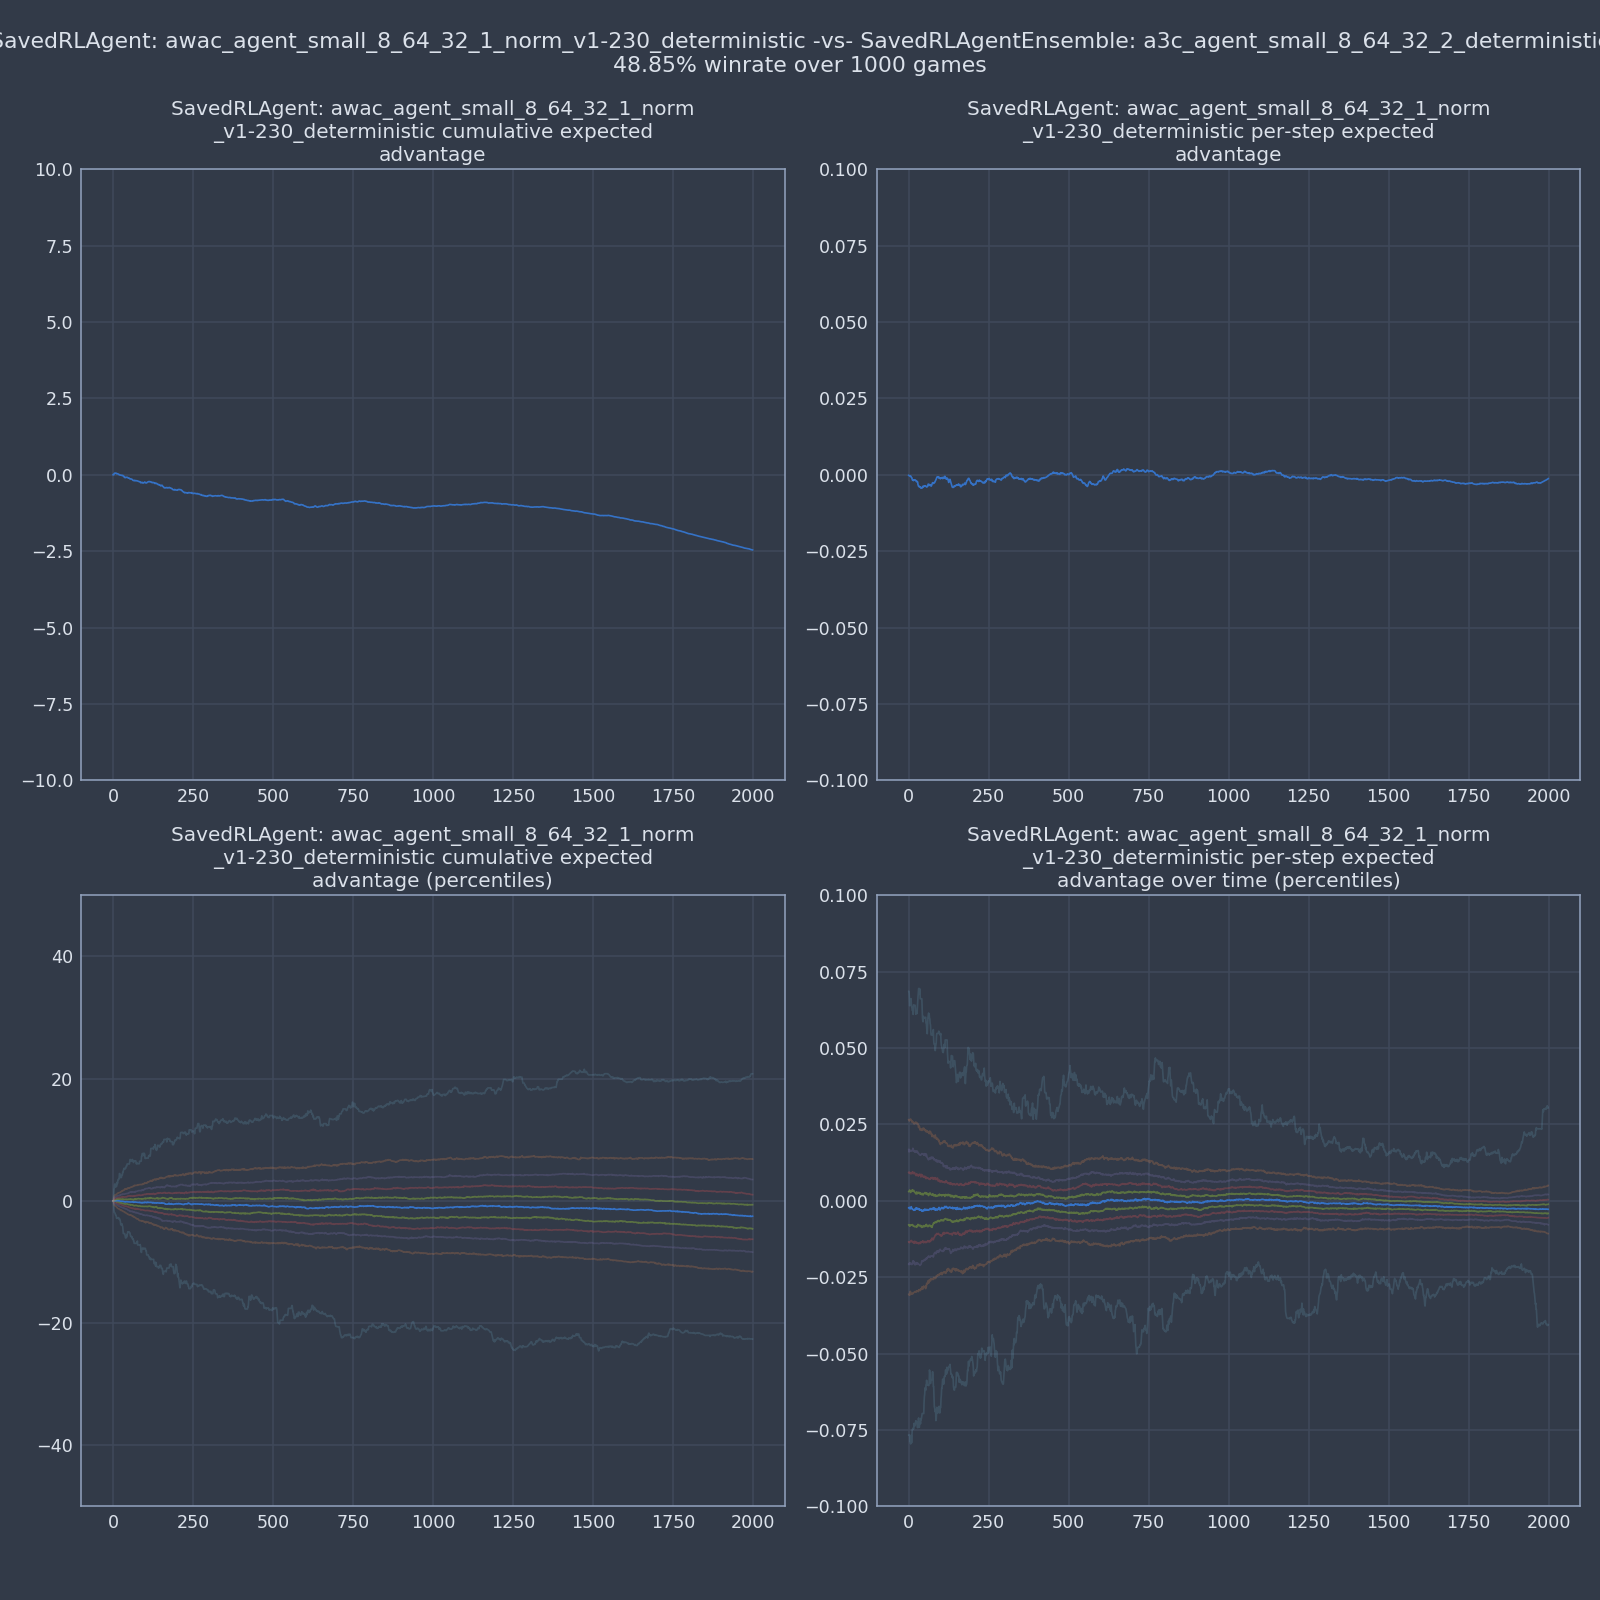 SavedRLAgent: awac_agent_small_8_64_32_1_norm_v1-230_deterministic -vs- SavedRLAgentEnsemble: a3c_agent_small_8_64_32_2_deterministic
48.85% winrate over 1000 games
SavedRLAgent: awac_agent_small_8_64_32_1_norm
_v1-230_deterministic cumulative expected
advantage
10.0
7.5
5.0
2.5
0.0
−2.5
−5.0
−7.5
−10.0
0 250 500 750 1000 1250 1500 1750 2000
SavedRLAgent: awac_agent_small_8_64_32_1_norm
_v1-230_deterministic per-step expected
advantage
0.100
0.075
0.050
0.025
0.000
−0.025
−0.050
−0.075
−0.100
0 250 500 750 1000 1250 1500 1750 2000
SavedRLAgent: awac_agent_small_8_64_32_1_norm
_v1-230_deterministic cumulative expected
advantage (percentiles)
40
20
0
−20
−40
0 250 500 750 1000 1250 1500 1750 2000
SavedRLAgent: awac_agent_small_8_64_32_1_norm
_v1-230_deterministic per-step expected
advantage over time (percentiles)
0.100
0.075
0.050
0.025
0.000
−0.025
−0.050
−0.075
−0.100
0 250 500 750 1000 1250 1500 1750 2000